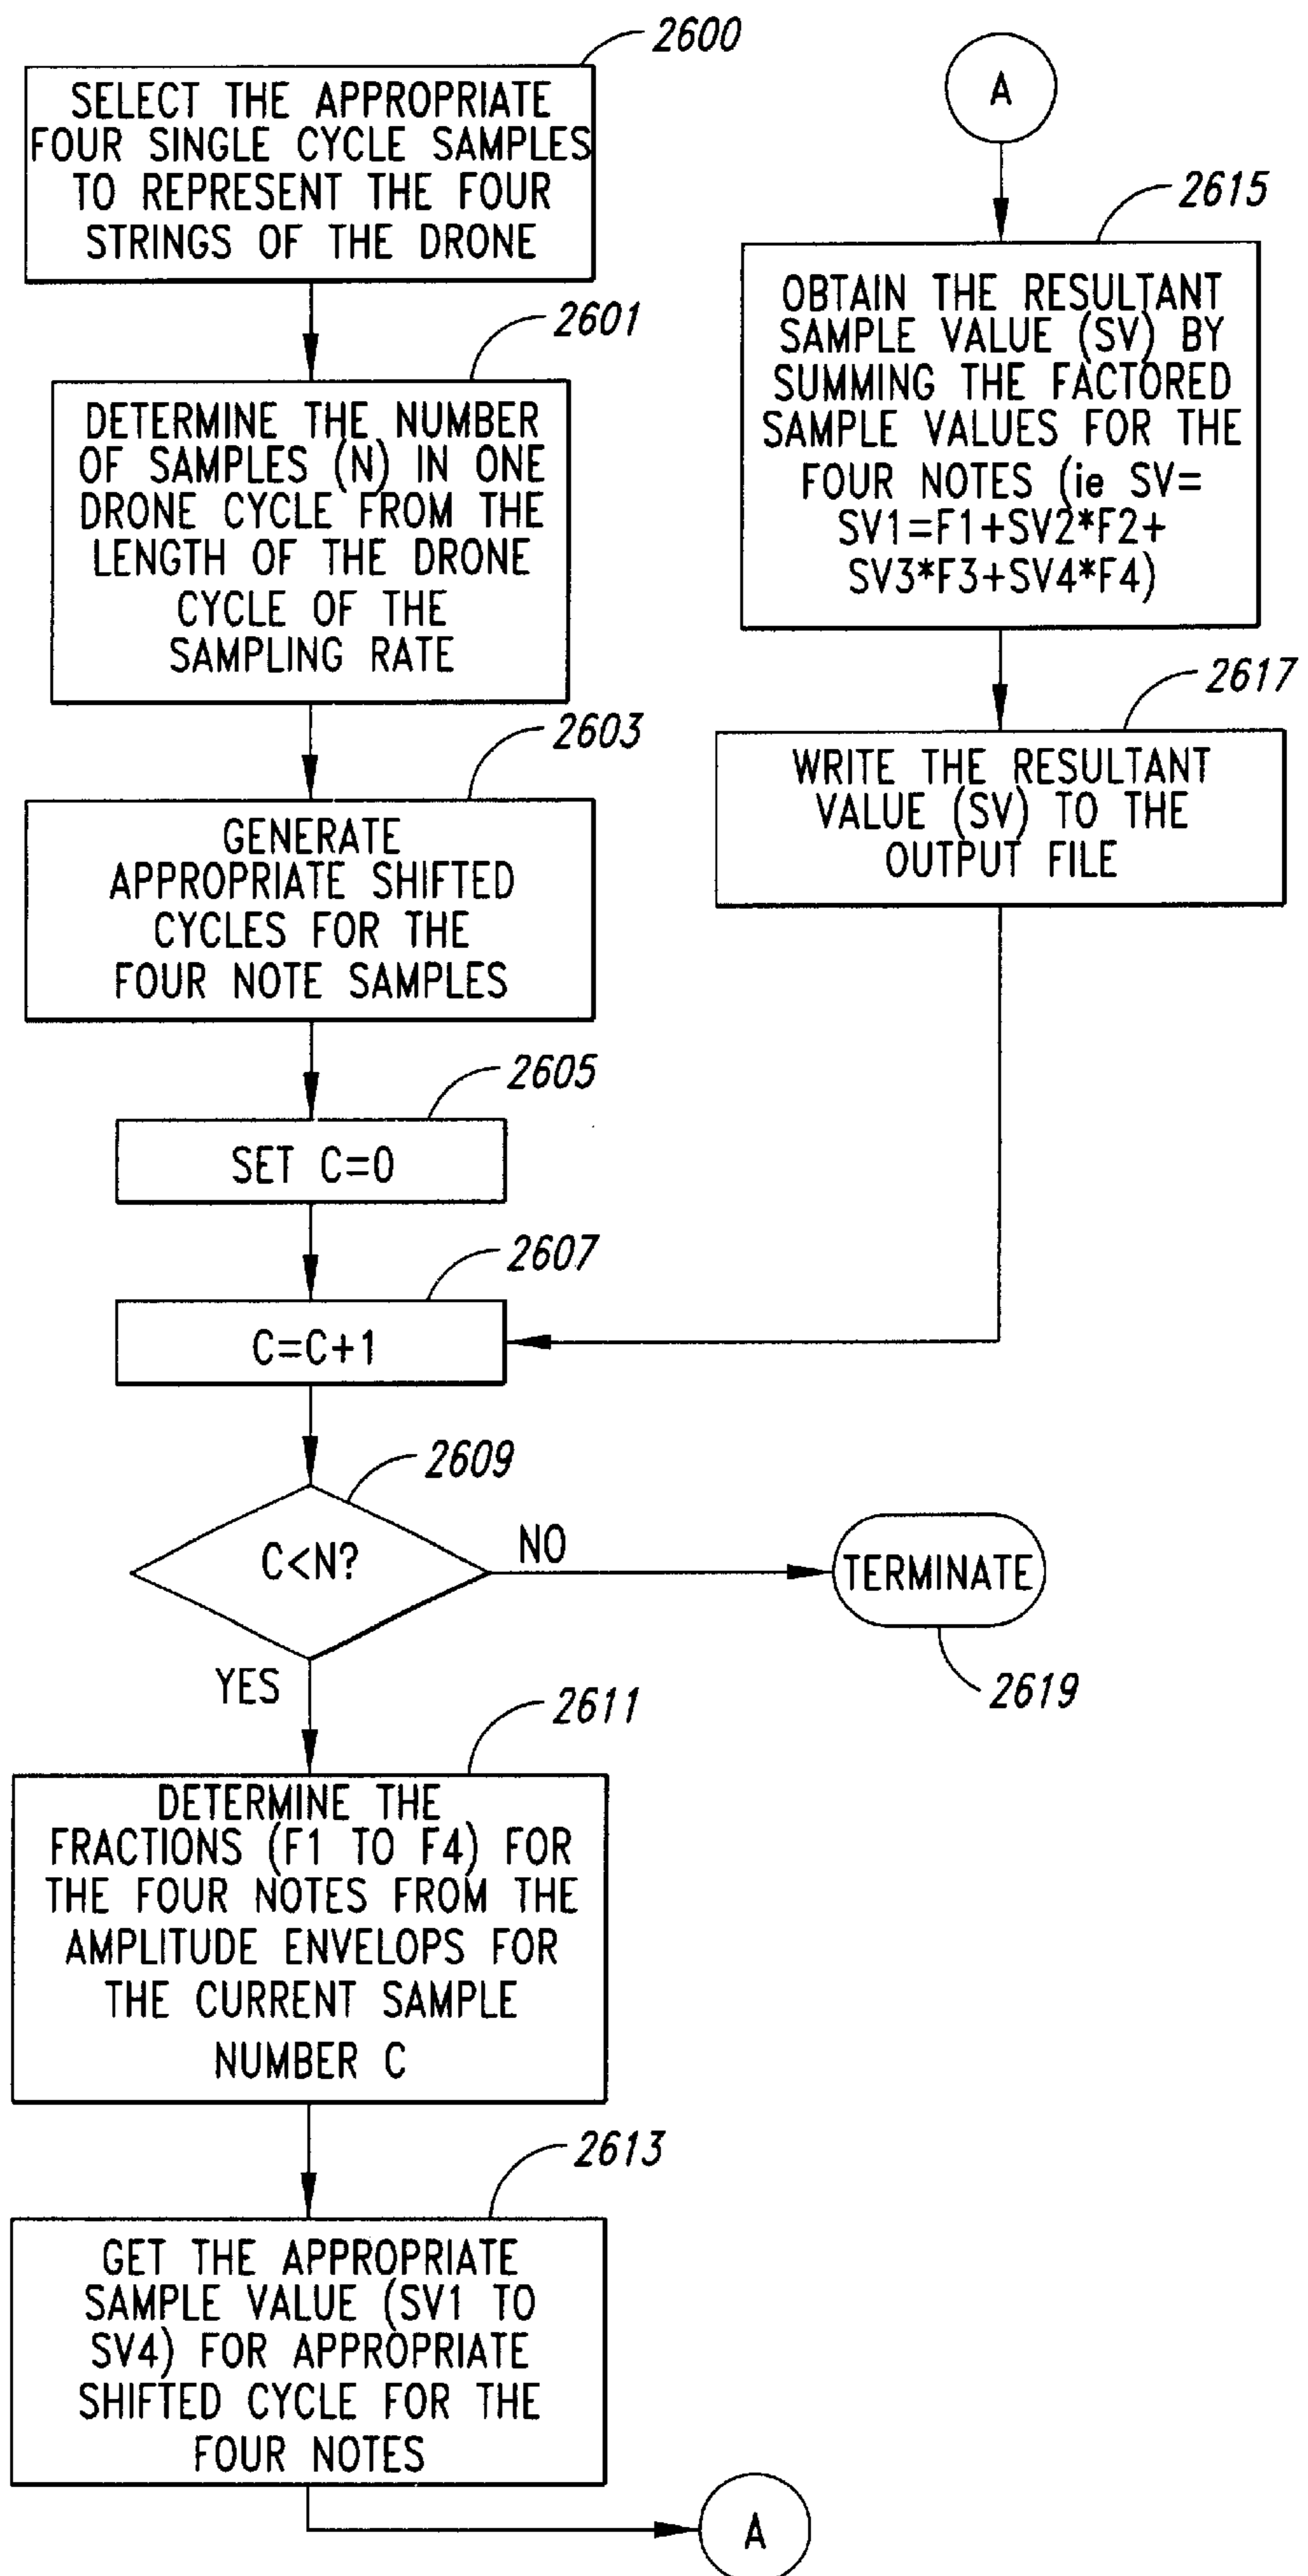 2600
SELECT THE APPROPRIATE
FOUR SINGLE CYCLE SAMPLES
TO REPRESENT THE FOUR
STRINGS OF THE DRONE
2601
DETERMINE THE NUMBER
OF SAMPLES (N) IN ONE
DRONE CYCLE FROM THE
LENGTH OF THE DRONE
CYCLE OF THE
SAMPLING RATE
2603
GENERATE
APPROPRIATE SHIFTED
CYCLES FOR THE
FOUR NOTE SAMPLES
2605
SET C=0
2607
C=C+1
2609
C<N?
NO
TERMINATE
2619
YES
2611
DETERMINE THE
FRACTIONS (F1 TO F4) FOR
THE FOUR NOTES FROM THE
AMPLITUDE ENVELOPS FOR
THE CURRENT SAMPLE
NUMBER C
2613
GET THE APPROPRIATE
SAMPLE VALUE (SV1 TO
SV4) FOR APPROPRIATE
SHIFTED CYCLE FOR THE
FOUR NOTES
A
A
2615
OBTAIN THE RESULTANT
SAMPLE VALUE (SV) BY
SUMMING THE FACTORED
SAMPLE VALUES FOR THE
FOUR NOTES (ie SV=
SV1=F1+SV2*F2+
SV3*F3+SV4*F4)
2617
WRITE THE RESULTANT
VALUE (SV) TO THE
OUTPUT FILE